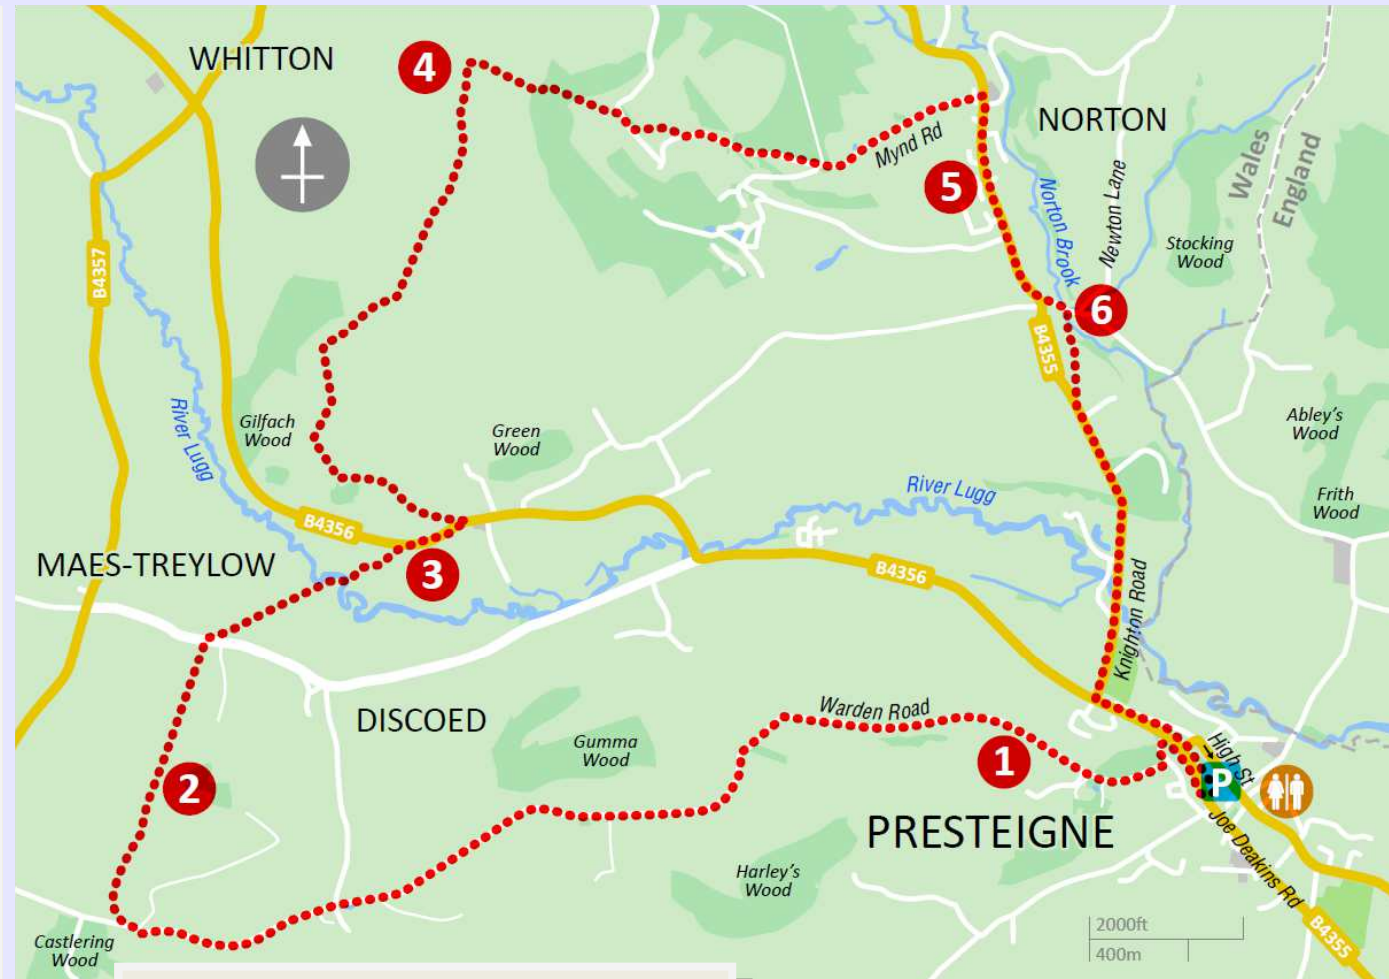 WHITTON
4
NORTON
Mynd Rd
5
Wales
England
Norton Brook
Newton Lane
Stocking
Wood
B4357
6
B4355
River Lugg
Gilfach
Wood
Green
Wood
Abley's
Wood
Frith
Wood
River Lugg
B4356
MAES-TREYLOW
3
B4356
Knighton Road
DISCOED
Warden Road
Gumma
Wood
1
High St
2
P
PRESTEIGNE
Joe Deakins Rd
Harley's
Wood
2000ft
400m
B4355
Castlering
Wood